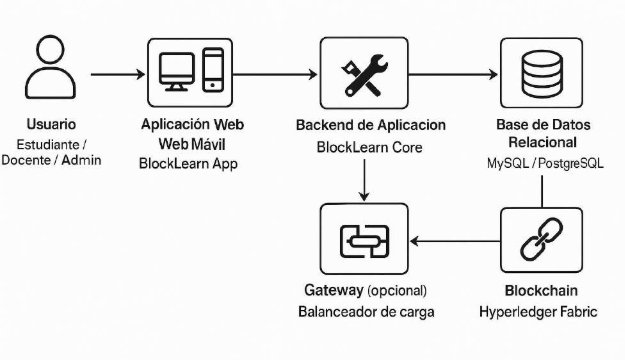 Usuario
Estudiante /
Docente / Admin
Aplicación Web
Web Móvil
BlockLearn App
Backend de Aplicacion
BlockLearn Core
Base de Datos
Relacional
MySQL / PostgreSQL
Gateway (opcional)
Balanceador de carga
Blockchain
Hyperledger Fabric